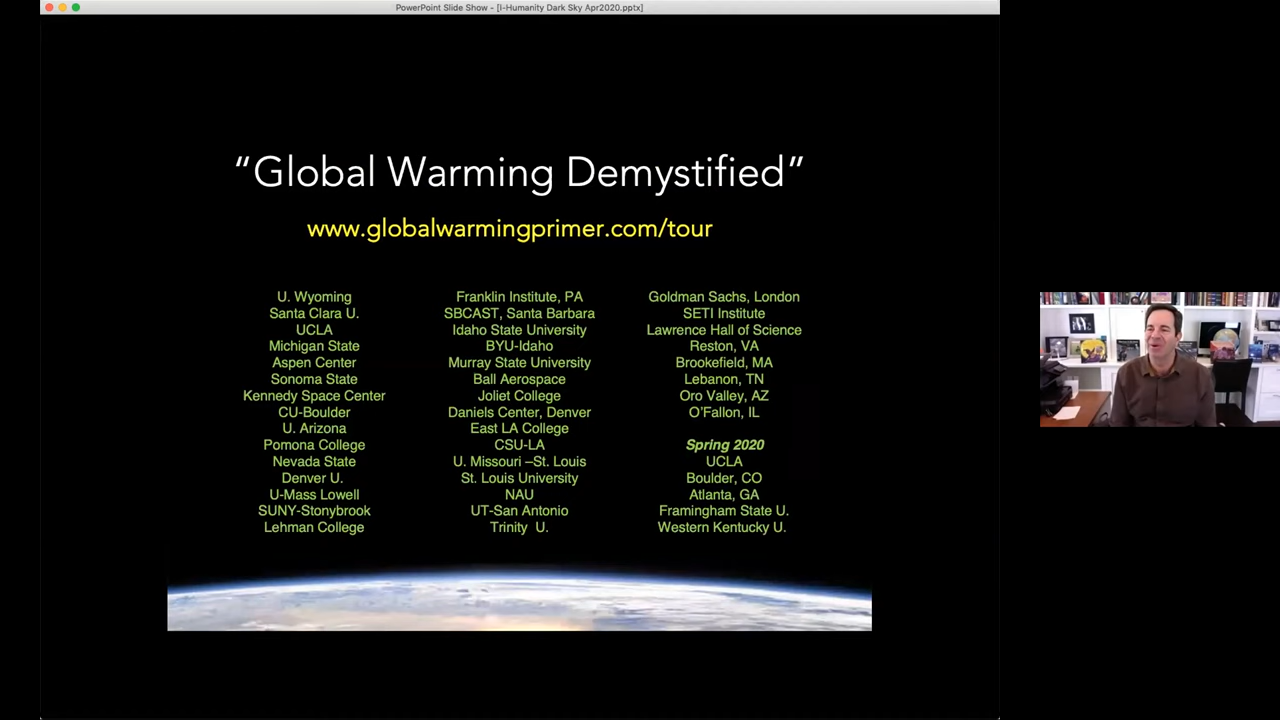 PowerPoint Slide Show - [I-Humanity Dark Sky Apr2020.pptx]
“Global Warming Demystified”
www.globalwarmingprimer.com/tour
U. Wyoming
Santa Clara U.
UCLA
Michigan State
Aspen Center
Sonoma State
Kennedy Space Center
CU-Boulder
U. Arizona
Pomona College
Nevada State
Denver U.
U-Mass Lowell
SUNY-Stonybrook
Lehman College
Franklin Institute, PA
SBCAST, Santa Barbara
Idaho State University
BYU-Idaho
Murray State University
Ball Aerospace
Joliet College
Daniels Center, Denver
East LA College
CSU-LA
U. Missouri –St. Louis
St. Louis University
NAU
UT-San Antonio
Trinity U.
Goldman Sachs, London
SETI Institute
Lawrence Hall of Science
Reston, VA
Brookefield, MA
Lebanon, TN
Oro Valley, AZ
O’Fallon, IL
Spring 2020
UCLA
Boulder, CO
Atlanta, GA
Framingham State U.
Western Kentucky U.